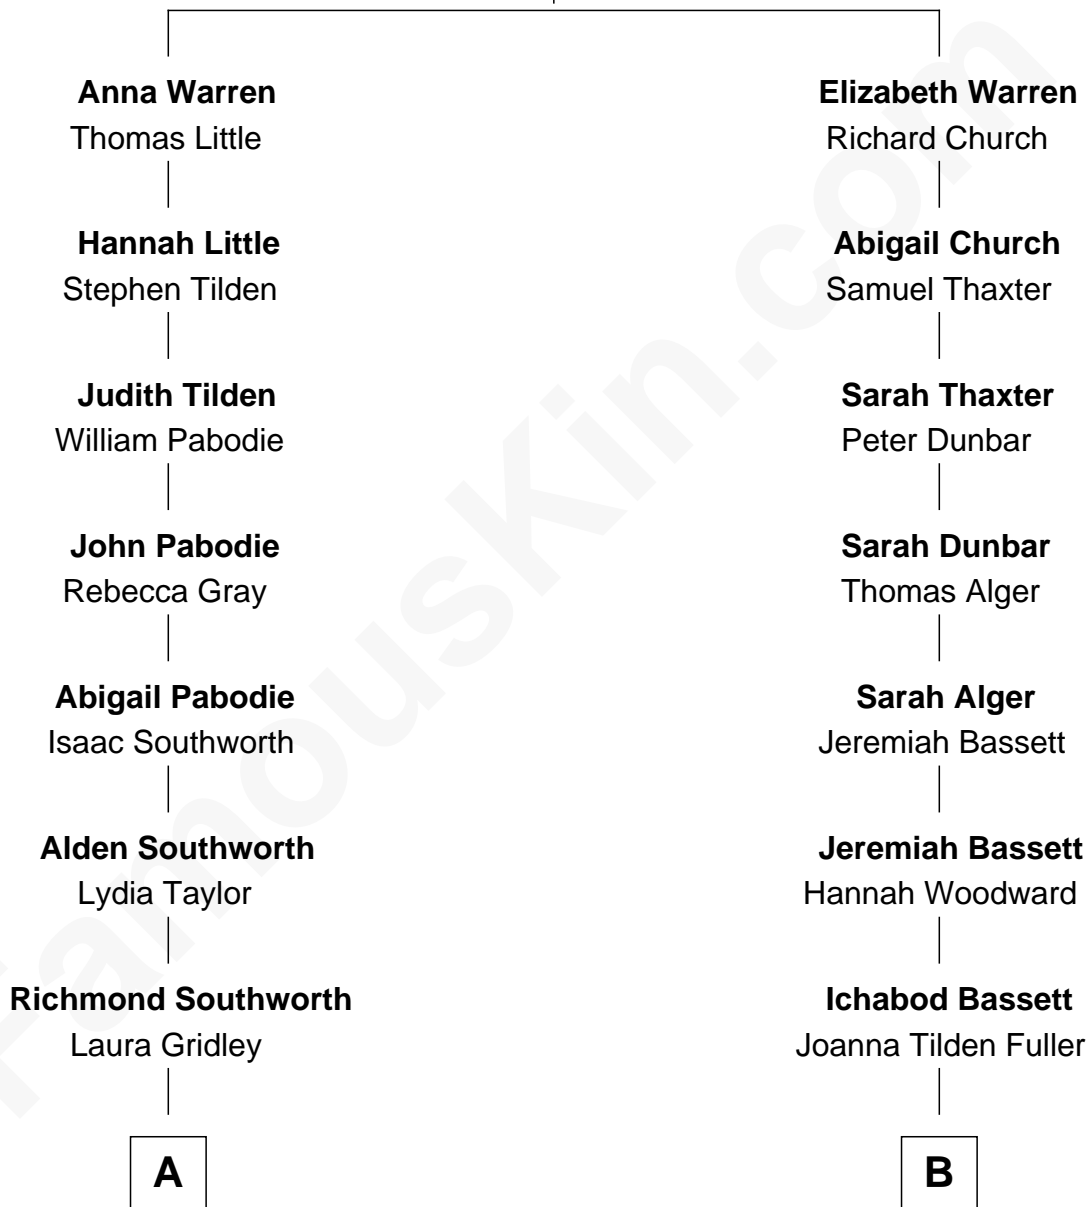 Anna Warren
Thomas Little
Hannah Little
Stephen Tilden
Judith Tilden
William Pabodie
John Pabodie
Rebecca Gray
Abigail Pabodie
Isaac Southworth
Alden Southworth
Lydia Taylor
Richmond Southworth
Laura Gridley
A
Elizabeth Warren
Richard Church
Abigail Church
Samuel Thaxter
Sarah Thaxter
Peter Dunbar
Sarah Dunbar
Thomas Alger
Sarah Alger
Jeremiah Bassett
Jeremiah Bassett
Hannah Woodward
Ichabod Bassett
Joanna Tilden Fuller
B
FamousKin.com